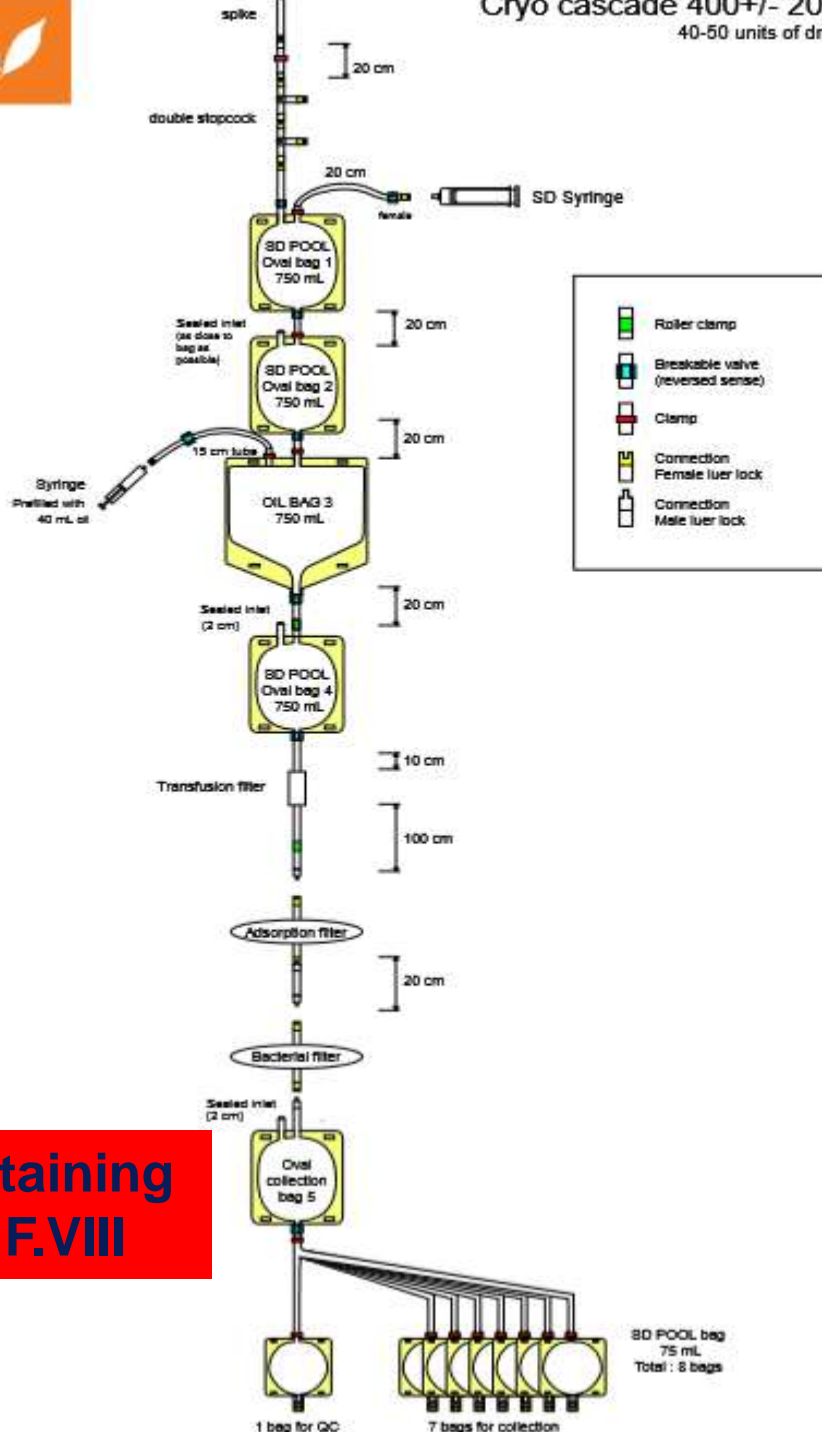 Cryo cascade 400+/- 20
40-50 units of dr
spike
20 cm
double stopcock
20 cm
female
SD Syringe
SD POOL
Oval bag 1
750 mL
Sealed inlet
(as close to
bag as
possible)
20 cm
SD POOL
Oval bag 2
750 mL
20 cm
15 cm tube
Syringe
Prefilled with
40 mL oil
OIL BAG 3
750 mL
Roller clamp
Breakable valve
(reversed sense)
Clamp
Connection
Female luer lock
Connection
Male luer lock
20 cm
Sealed inlet
(2 cm)
SD POOL
Oval bag 4
750 mL
10 cm
Transfusion filter
100 cm
Adsorption filter
20 cm
Bacterial filter
Sealed inlet
(2 cm)
Oval
collection
bag 5
taining
F.VIII
SD POOL bag
75 mL
Total : 8 bags
1 bag for QC
7 bags for collection